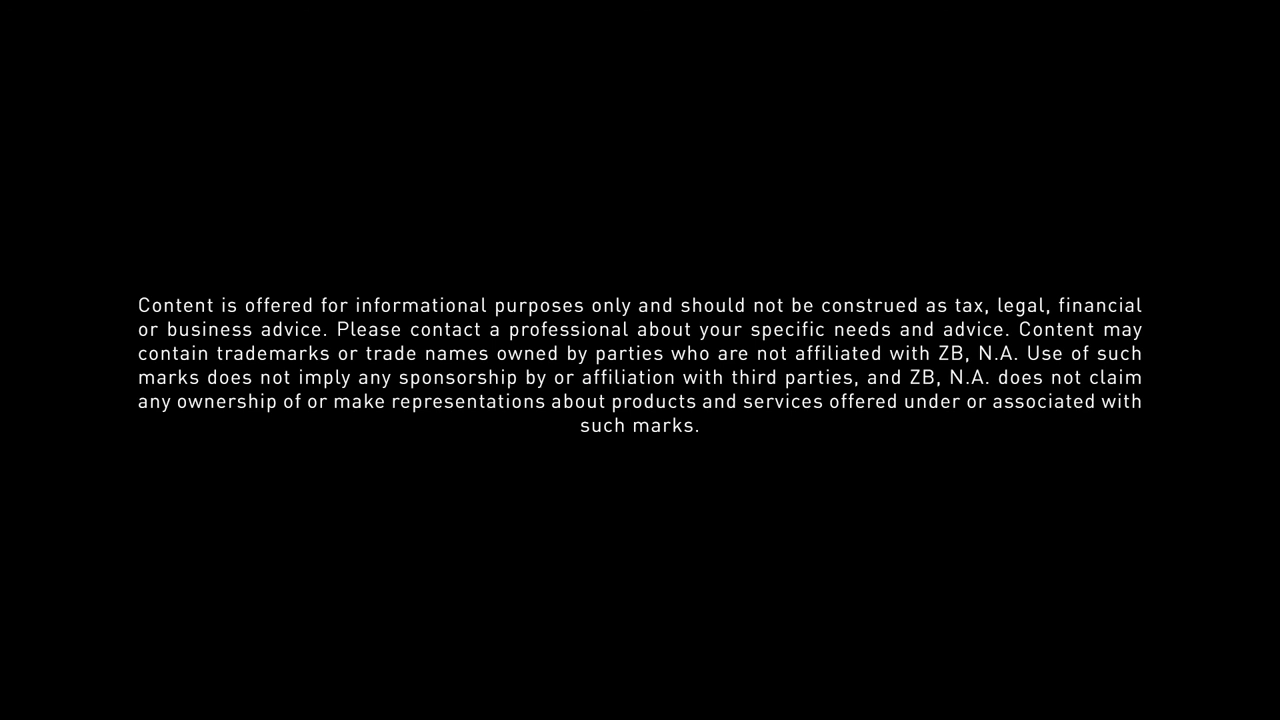 Content is offered for informational purposes only and should not be construed as tax, legal, financial
or business advice. Please contact a professional about your specific needs and advice. Content may
contain trademarks or trade names owned by parties who are not affiliated with ZB, N.A. Use of such
marks does not imply any sponsorship by or affiliation with third parties, and ZB, N.A. does not claim
any ownership of or make representations about products and services offered under or associated with
such marks.